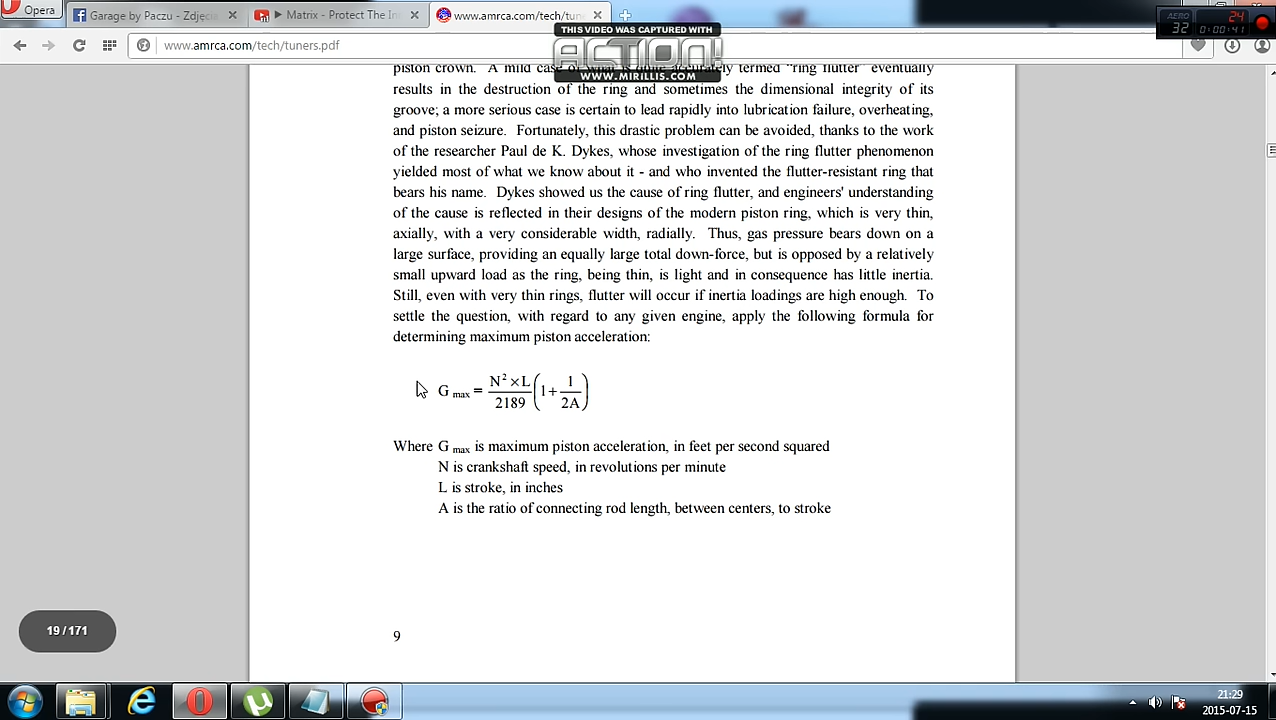 Opera
Garage by Paczu - Zdjęci
Matrix - Protect The In
www.amrca.com/tech/tun
THIS VIDEO WAS CAPTURED WITH
ACTION!
WWW.MIRILLIS.COM
AERO
32
24
0:00:41
www.amrca.com/tech/tuners.pdf
piston crown. A mild case of what is quite accurately termed "ring flutter" eventually
results in the destruction of the ring and sometimes the dimensional integrity of its
groove; a more serious case is certain to lead rapidly into lubrication failure, overheating,
and piston seizure. Fortunately, this drastic problem can be avoided, thanks to the work
of the researcher Paul de K. Dykes, whose investigation of the ring flutter phenomenon
yielded most of what we know about it - and who invented the flutter-resistant ring that
bears his name. Dykes showed us the cause of ring flutter, and engineers' understanding
of the cause is reflected in their designs of the modern piston ring, which is very thin,
axially, with a very considerable width, radially. Thus, gas pressure bears down on a
large surface, providing an equally large total down-force, but is opposed by a relatively
small upward load as the ring, being thin, is light and in consequence has little inertia.
Still, even with very thin rings, flutter will occur if inertia loadings are high enough. To
settle the question, with regard to any given engine, apply the following formula for
determining maximum piston acceleration:
G max = N² × L / 2189 (1 + 1 / 2A)
Where G max is maximum piston acceleration, in feet per second squared
N is crankshaft speed, in revolutions per minute
L is stroke, in inches
A is the ratio of connecting rod length, between centers, to stroke
19 / 171
9
21:29
2015-07-15